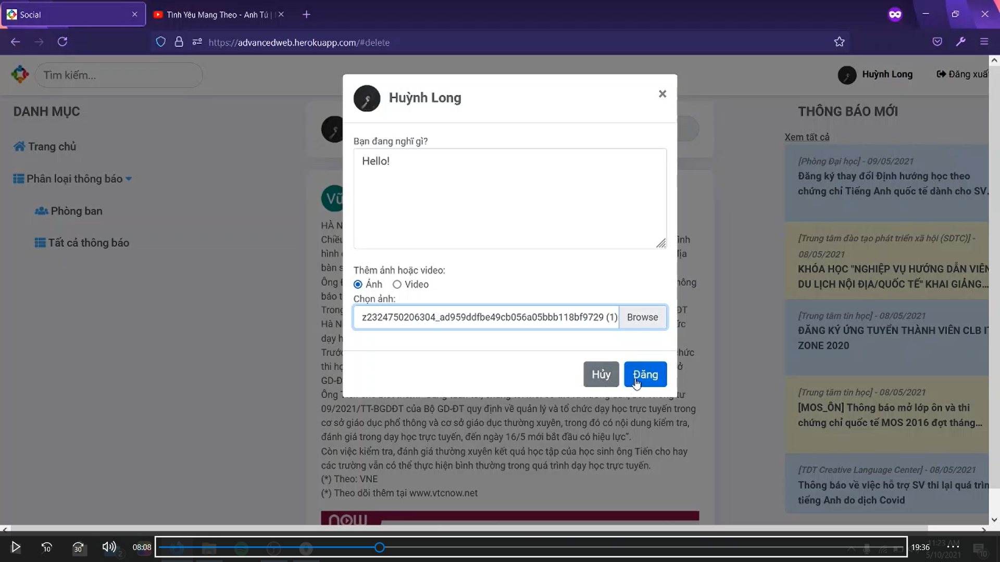 Social
Tình Yêu Mang Theo - Anh Tú |
https://advancedweb.herokuapp.com/#delete
Tìm kiếm...
Huỳnh Long
Đăng xuất
DANH MỤC
Trang chủ
Phân loại thông báo
Phòng ban
Tất cả thông báo
Huỳnh Long
×
Bạn đang nghĩ gì?
Hello!
Thêm ảnh hoặc video:
Ảnh Video
Chọn ảnh:
z2324750206304_ad959ddfbe49cb056a05bbb118bf9729 (1)
Browse
Hủy
Đăng
Vũ
HÀ N
Chiều
ình
hình
địa
bàn s
Ông Đ
hông
báo t
Trong
DT
Hà N
ức
dạy h
Trước
chức
thi họ
ở
GD-Đ
Ông
tư
09/2021/TT-BGDĐT của Bộ GD-ĐT quy định về quản lý và tổ chức dạy học trực tuyến trong
cơ sở giáo dục phổ thông và cơ sở giáo dục thường xuyên, trong đó có nội dung kiểm tra,
đánh giá trong dạy học trực tuyến, đến ngày 16/5 mới bắt đầu có hiệu lực”.
Còn việc kiểm tra, đánh giá thường xuyên kết quả học tập của học sinh ông Tiến cho hay
các trường vẫn có thể thực hiện bình thường trong quá trình dạy học trực tuyến.
(*) Theo: VNE
(*) Theo dõi thêm tại www.vtcnow.net
now
THÔNG BÁO MỚI
Xem tất cả
[Phòng Đại học] - 09/05/2021
Đăng ký thay đổi Định hướng học theo
chứng chỉ Tiếng Anh quốc tế dành cho SV.
[Trung tâm đào tạo phát triển xã hội (SDTC)] -
08/05/2021
KHÓA HỌC "NGHIỆP VỤ HƯỚNG DẪN VIÊN
DU LỊCH NỘI ĐỊA/QUỐC TẾ" KHAI GIẢNG...
[Trung tâm tin học] - 08/05/2021
ĐĂNG KÝ ỨNG TUYỂN THÀNH VIÊN CLB IT
ZONE 2020
[Trung tâm tin học] - 08/05/2021
[MOS_ÔN] Thông báo mở lớp ôn và thi
chứng chỉ quốc tế MOS 2016 đợt tháng...
[TDT Creative Language Center] - 08/05/2021
Thông báo về việc hỗ trợ SV thi lại quá trìn
tiếng Anh do dịch Covid
10
30
08:08
19:36
11:23 AM
5/10/2021